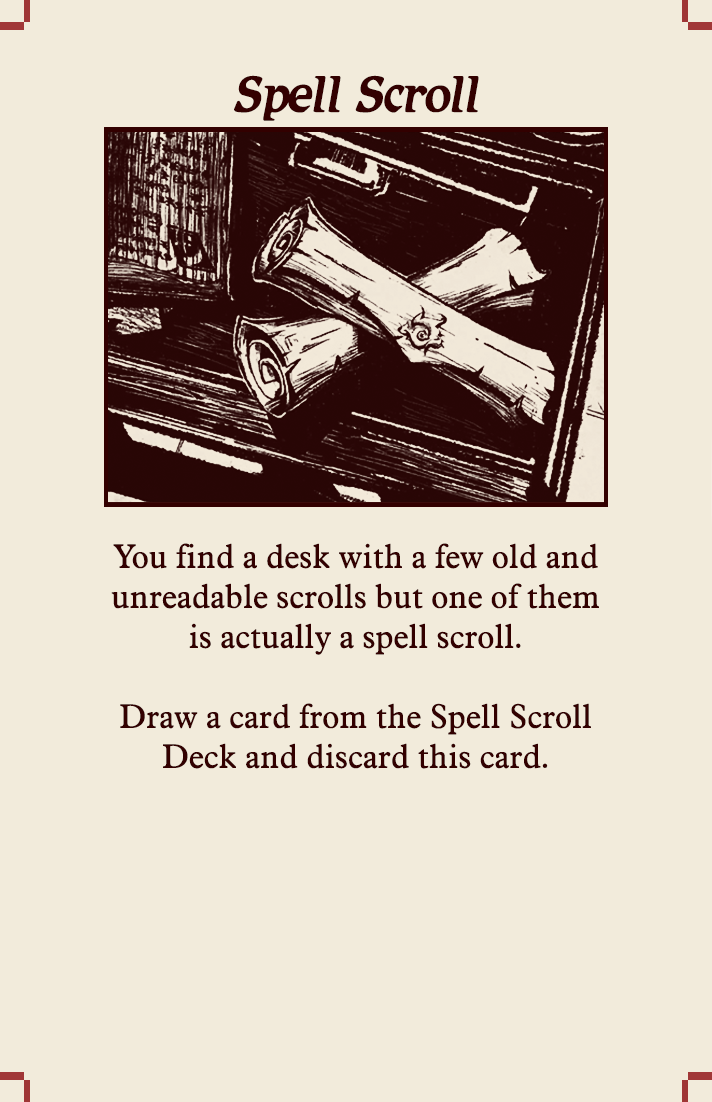 Spell Scroll
You find a desk with a few old and
unreadable scrolls but one of them
is actually a spell scroll.
Draw a card from the Spell Scroll
Deck and discard this card.